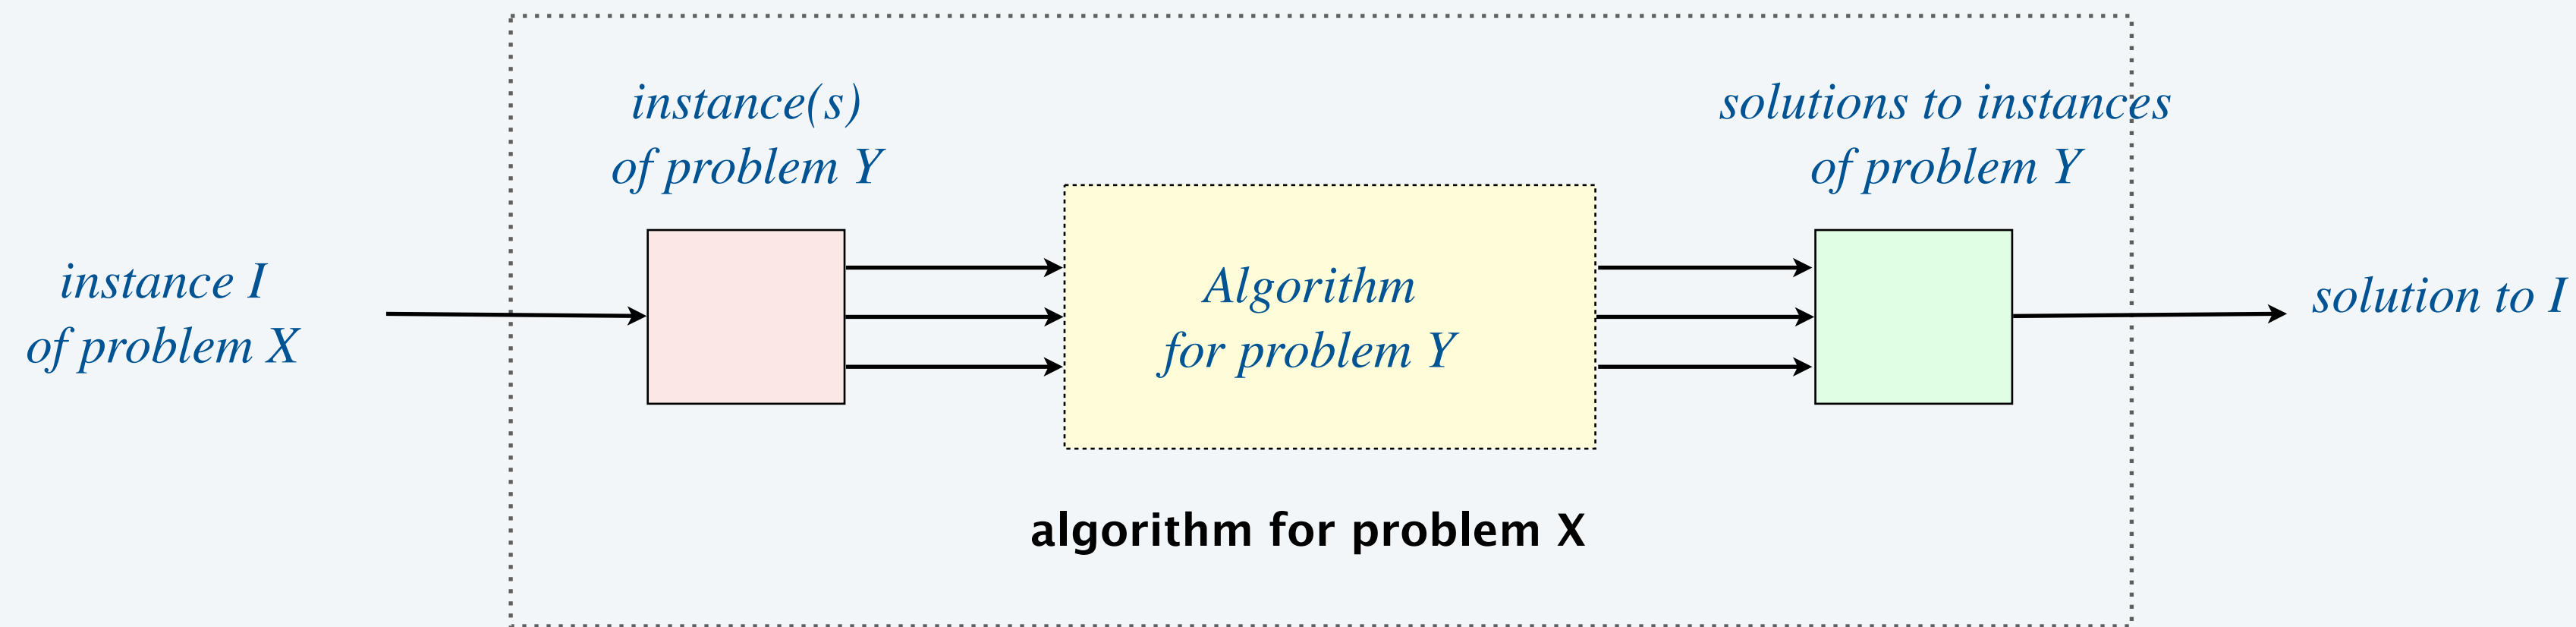 instance I
of problem X
instance(s)
of problem Y
Algorithm
for problem Y
solutions to instances
of problem Y
solution to I
algorithm for problem X